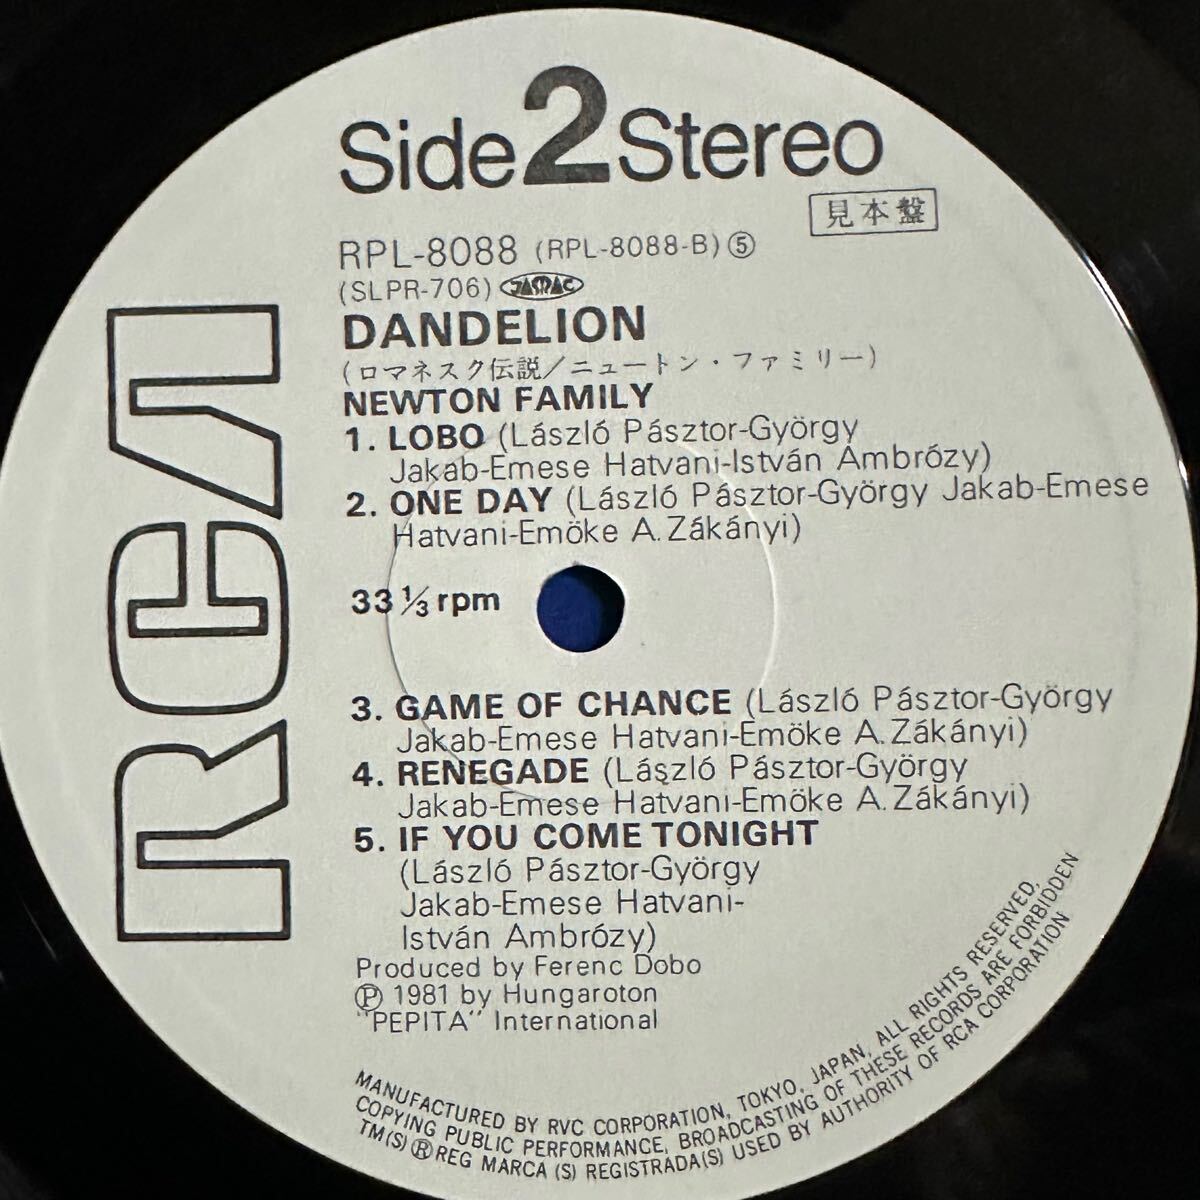 Side 2 Stereo
見本盤
RPL-8088 (RPL-8088-B) ⑤
(SLPR-706) JASRAC
DANDELION
(ロマネスク伝説/ニュートン・ファミリー)
NEWTON FAMILY
1. LOBO (László Pásztor-György
Jakab-Emese Hatvani-István Ambrózy)
2. ONE DAY (László Pásztor-György Jakab-Emese
Hatvani-Emöke A. Zákányi)
33 ⅓ rpm
3. GAME OF CHANCE (László Pásztor-György
Jakab-Emese Hatvani-Emöke A. Zákányi)
4. RENEGADE (László Pásztor-György
Jakab-Emese Hatvani-Emöke A. Zákányi)
5. IF YOU COME TONIGHT
(László Pásztor-György
Jakab-Emese Hatvani-
István Ambrózy)
Produced by Ferenc Dobo
Ⓟ 1981 by Hungaroton
"PEPITA" International
RCA
MANUFACTURED BY RVC CORPORATION, TOKYO, JAPAN, ALL RIGHTS RESERVED,
COPYING PUBLIC PERFORMANCE, BROADCASTING OF THESE RECORDS ARE FORBIDDEN
TM(S) ® REG MARCA (S) REGISTRADA(S) USED BY AUTHORITY OF RCA CORPORATION